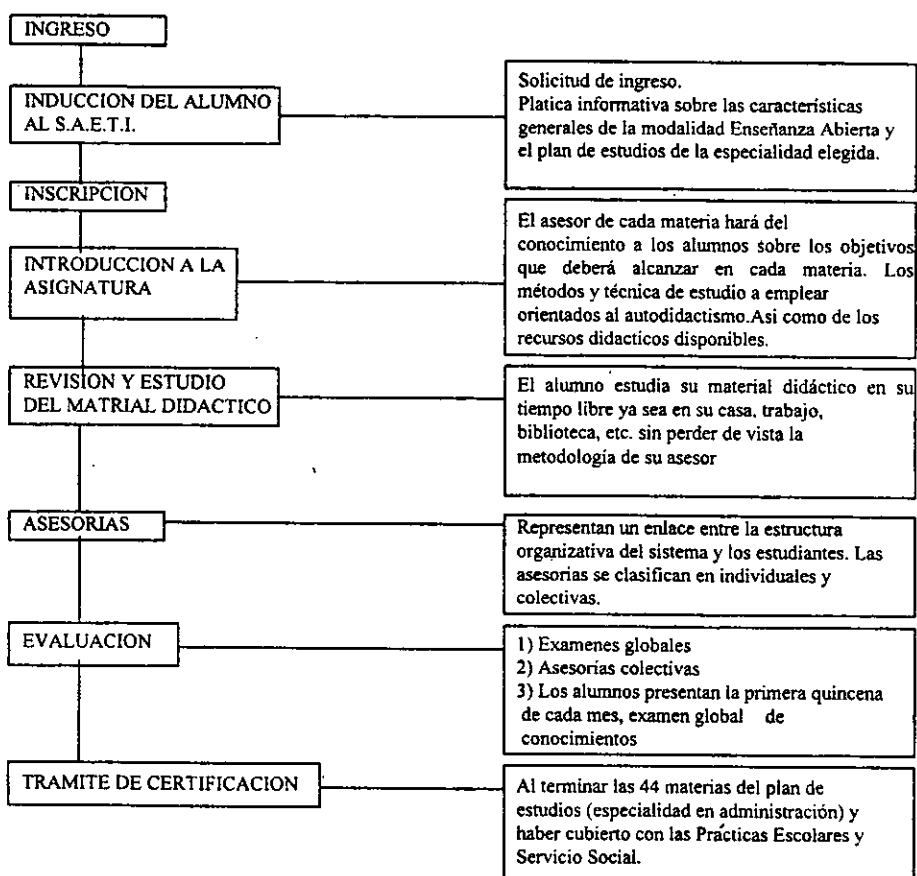 INGRESO
INDUCCION DEL ALUMNO
AL S.A.E.T.I.
Solicitud de ingreso.
Platica informativa sobre las características
generales de la modalidad Enseñanza Abierta y
el plan de estudios de la especialidad elegida.
INSCRIPCION
INTRODUCCION A LA
ASIGNATURA
El asesor de cada materia hará del
conocimiento a los alumnos sobre los objetivos
que deberá alcanzar en cada materia. Los
métodos y técnica de estudio a emplear
orientados al autodidactismo.Asi como de los
recursos didacticos disponibles.
REVISION Y ESTUDIO
DEL MATRIAL DIDACTICO
El alumno estudia su material didáctico en su
tiempo libre ya sea en su casa, trabajo,
biblioteca, etc. sin perder de vista la
metodología de su asesor
ASESORIAS
Representan un enlace entre la estructura
organizativa del sistema y los estudiantes. Las
asesorias se clasifican en individuales y
colectivas.
EVALUACION
1) Examenes globales
2) Asesorías colectivas
3) Los alumnos presentan la primera quincena
de cada mes, examen global de
conocimientos
TRAMITE DE CERTIFICACION
Al terminar las 44 materias del plan de
estudios (especialidad en administración) y
haber cubierto con las Prácticas Escolares y
Servicio Social.